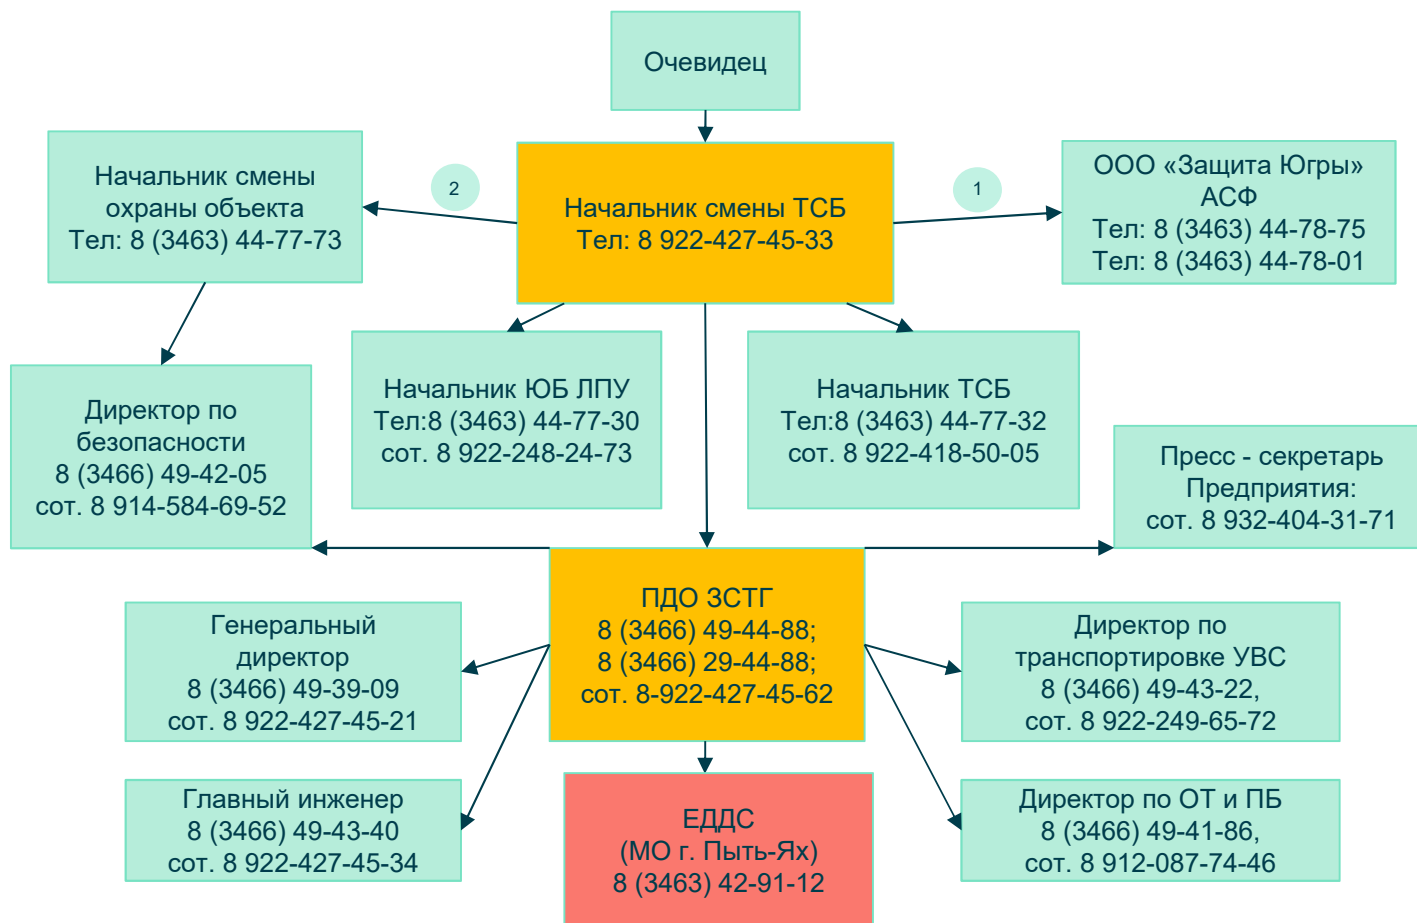 Очевидец
Начальник смены
охраны объекта
Тел: 8 (3463) 44-77-73
2
Начальник смены ТСБ
Тел: 8 922-427-45-33
1
ООО «Защита Югры»
АСФ
Тел: 8 (3463) 44-78-75
Тел: 8 (3463) 44-78-01
Директор по
безопасности
8 (3466) 49-42-05
сот. 8 914-584-69-52
Начальник ЮБ ЛПУ
Тел:8 (3463) 44-77-30
сот. 8 922-248-24-73
Начальник ТСБ
Тел:8 (3463) 44-77-32
сот. 8 922-418-50-05
Пресс - секретарь
Предприятия:
сот. 8 932-404-31-71
ПДО ЗСТГ
8 (3466) 49-44-88;
8 (3466) 29-44-88;
сот. 8-922-427-45-62
Генеральный
директор
8 (3466) 49-39-09
сот. 8 922-427-45-21
Директор по
транспортировке УВС
8 (3466) 49-43-22,
сот. 8 922-249-65-72
Главный инженер
8 (3466) 49-43-40
сот. 8 922-427-45-34
ЕДДС
(МО г. Пыть-Ях)
8 (3463) 42-91-12
Директор по ОТ и ПБ
8 (3466) 49-41-86,
сот. 8 912-087-74-46